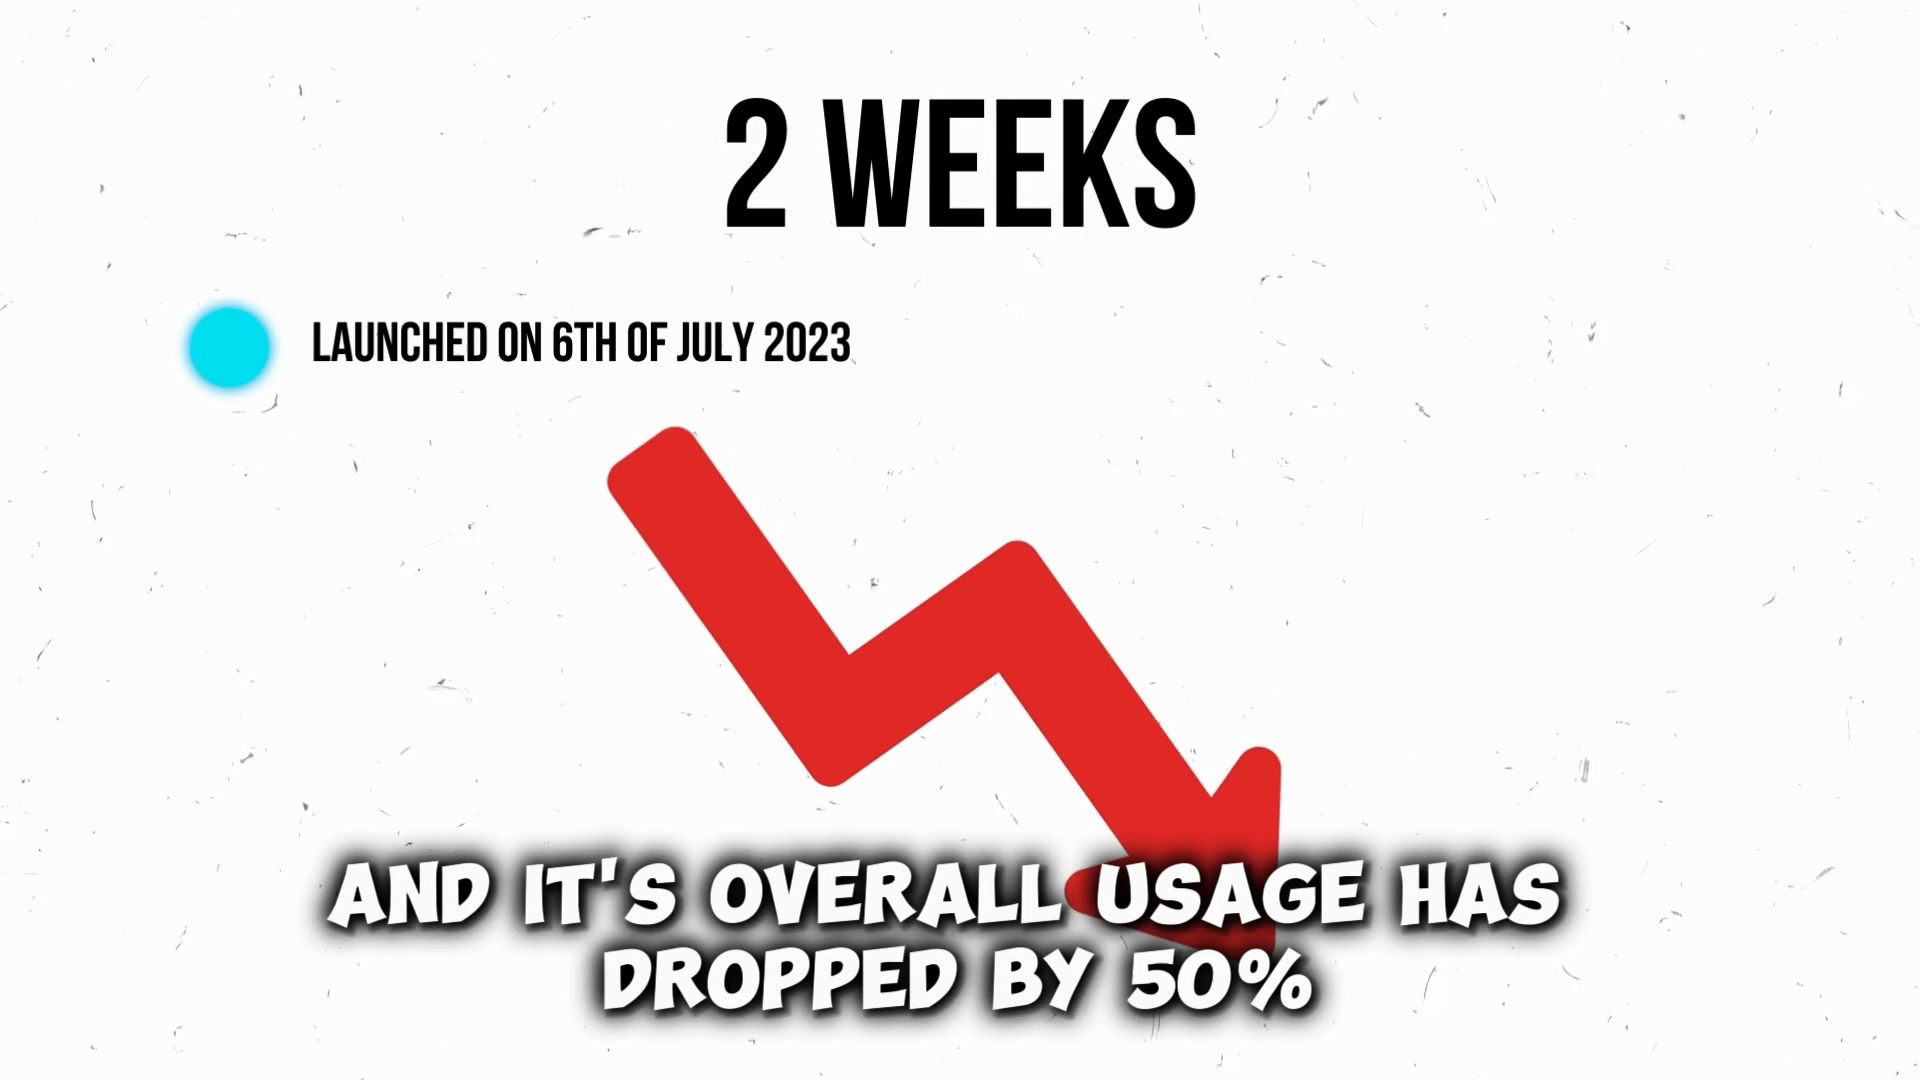 2 WEEKS
LAUNCHED ON 6TH OF JULY 2023
AND IT'S OVERALL USAGE HAS
DROPPED BY 50%